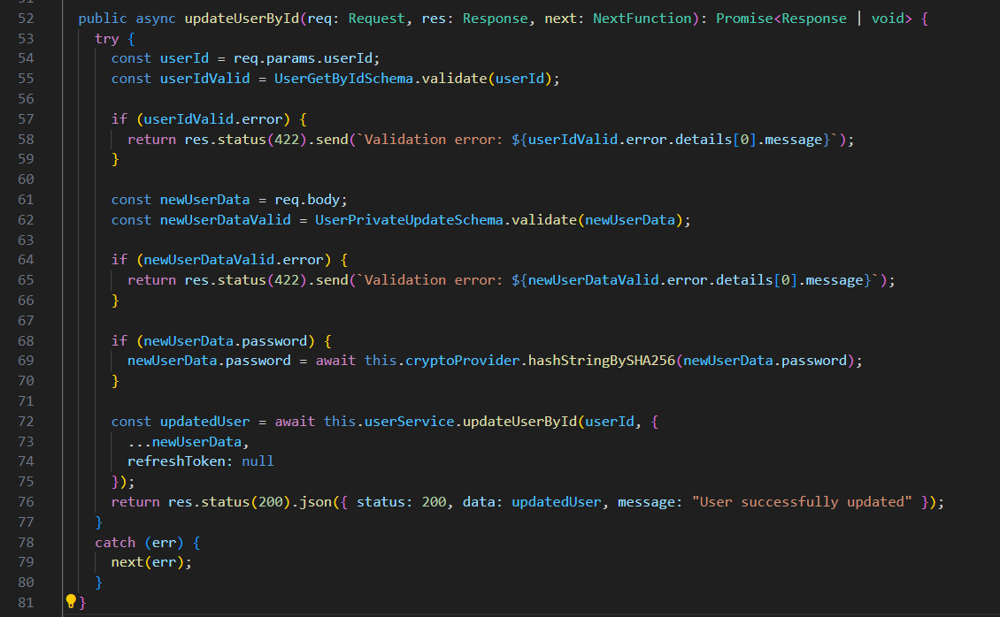 52 public async updateUserById(req: Request, res: Response, next: NextFunction): Promise<Response | void> {
53 try {
54 const userId = req.params.userId;
55 const userIdValid = UserGetByIdSchema.validate(userId);
56
57 if (userIdValid.error) {
58 return res.status(422).send(`Validation error: ${userIdValid.error.details[0].message}`);
59 }
60
61 const newUserData = req.body;
62 const newUserDataValid = UserPrivateUpdateSchema.validate(newUserData);
63
64 if (newUserDataValid.error) {
65 return res.status(422).send(`Validation error: ${newUserDataValid.error.details[0].message}`);
66 }
67
68 if (newUserData.password) {
69 newUserData.password = await this.cryptoProvider.hashStringBySHA256(newUserData.password);
70 }
71
72 const updatedUser = await this.userService.updateUserById(userId, {
73 ...newUserData,
74 refreshToken: null
75 });
76 return res.status(200).json({ status: 200, data: updatedUser, message: "User successfully updated" });
77 }
78 catch (err) {
79 next(err);
80 }
81 }